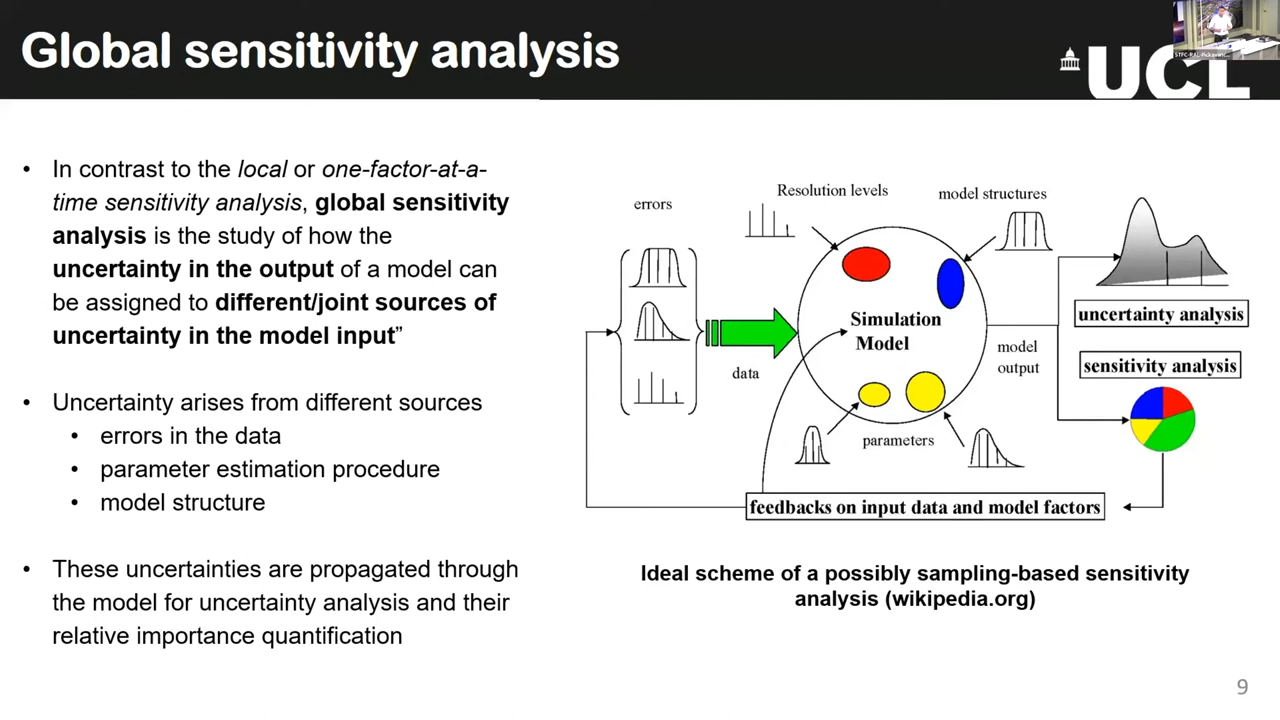 Global sensitivity analysis
UCL
• In contrast to the local or one-factor-at-a-
time sensitivity analysis, global sensitivity
analysis is the study of how the
uncertainty in the output of a model can
be assigned to different/joint sources of
uncertainty in the model input”
• Uncertainty arises from different sources
• errors in the data
• parameter estimation procedure
• model structure
• These uncertainties are propagated through
the model for uncertainty analysis and their
relative importance quantification
errors
Resolution levels
model structures
data
Simulation
Model
parameters
model
output
uncertainty analysis
sensitivity analysis
feedbacks on input data and model factors
Ideal scheme of a possibly sampling-based sensitivity
analysis (wikipedia.org)
9